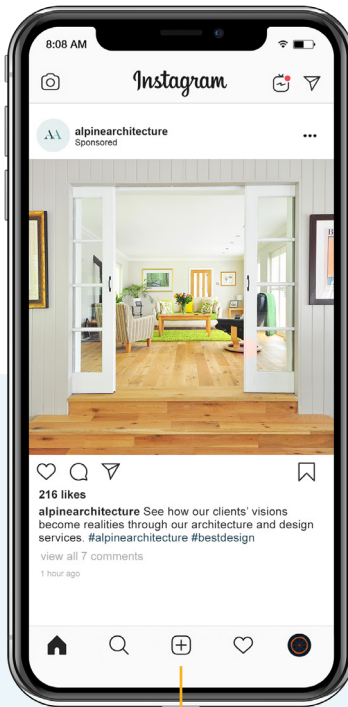 8:08 AM
Instagram
AA
alpinearchitecture
Sponsored
216 likes
alpinearchitecture See how our clients' visions
become realities through our architecture and design
services. #alpinearchitecture #bestdesign
view all 7 comments
1 hour ago